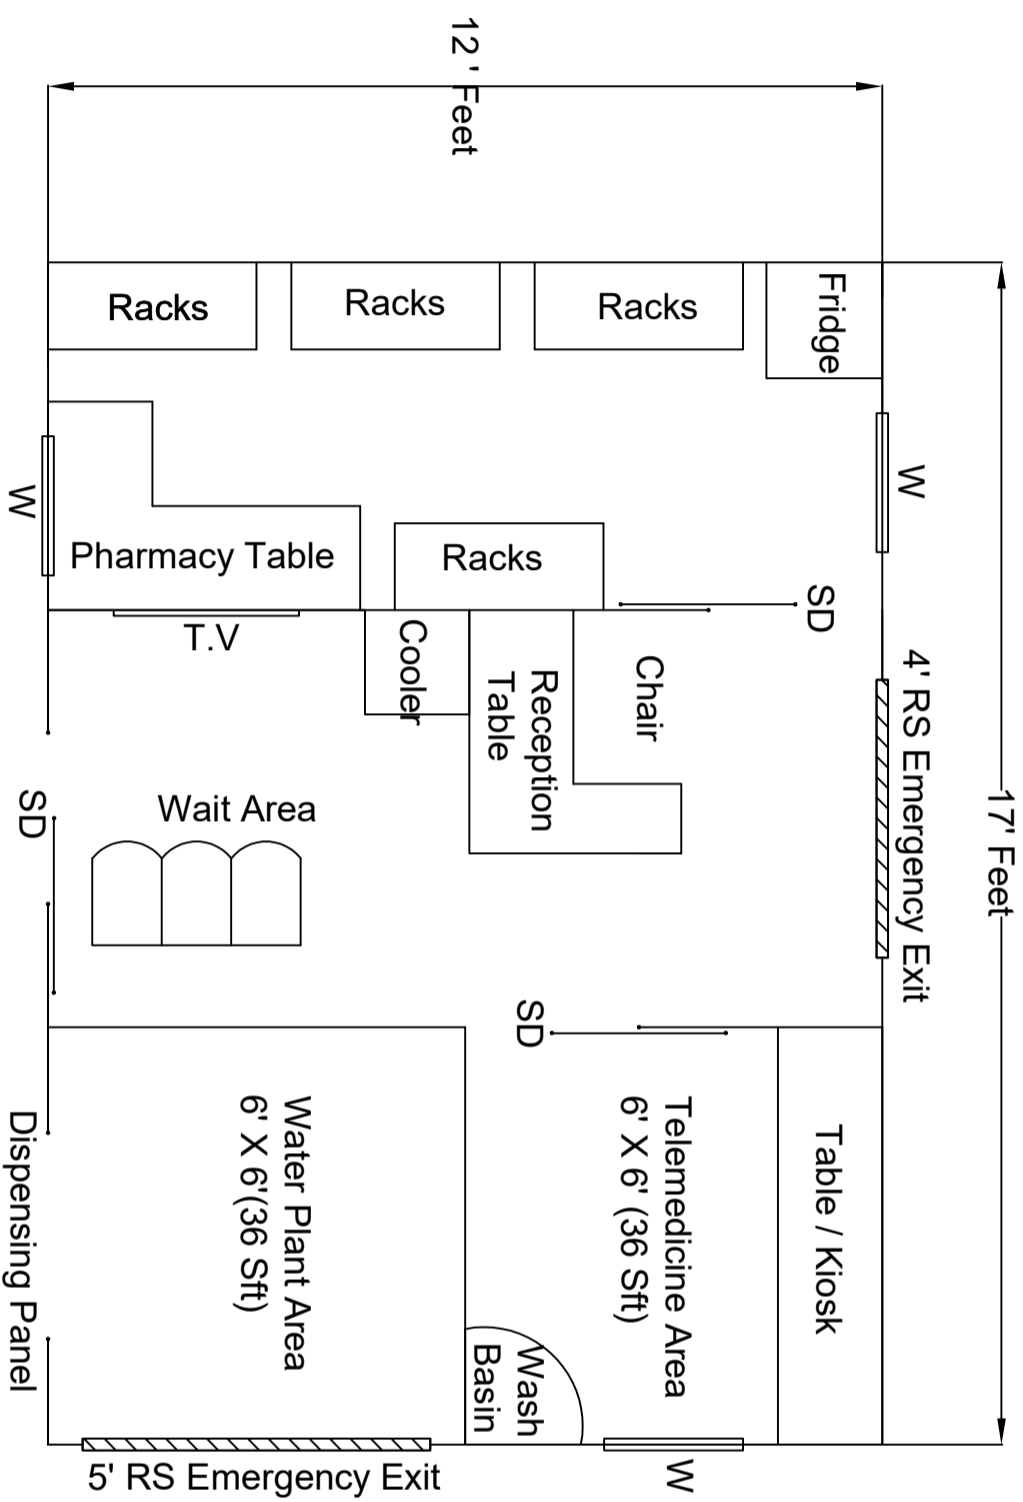 12 ' Feet
Racks
Racks
Racks
Fridge
W
W
Pharmacy Table
Racks
SD
T.V
Cooler
Reception
Table
Chair
4' RS Emergency Exit
17' Feet
SD
Wait Area
SD
Dispensing Panel
Water Plant Area
6' X 6'(36 Sft)
Telemedicine Area
6' X 6' (36 Sft)
Table / Kiosk
Wash
Basin
5' RS Emergency Exit
W